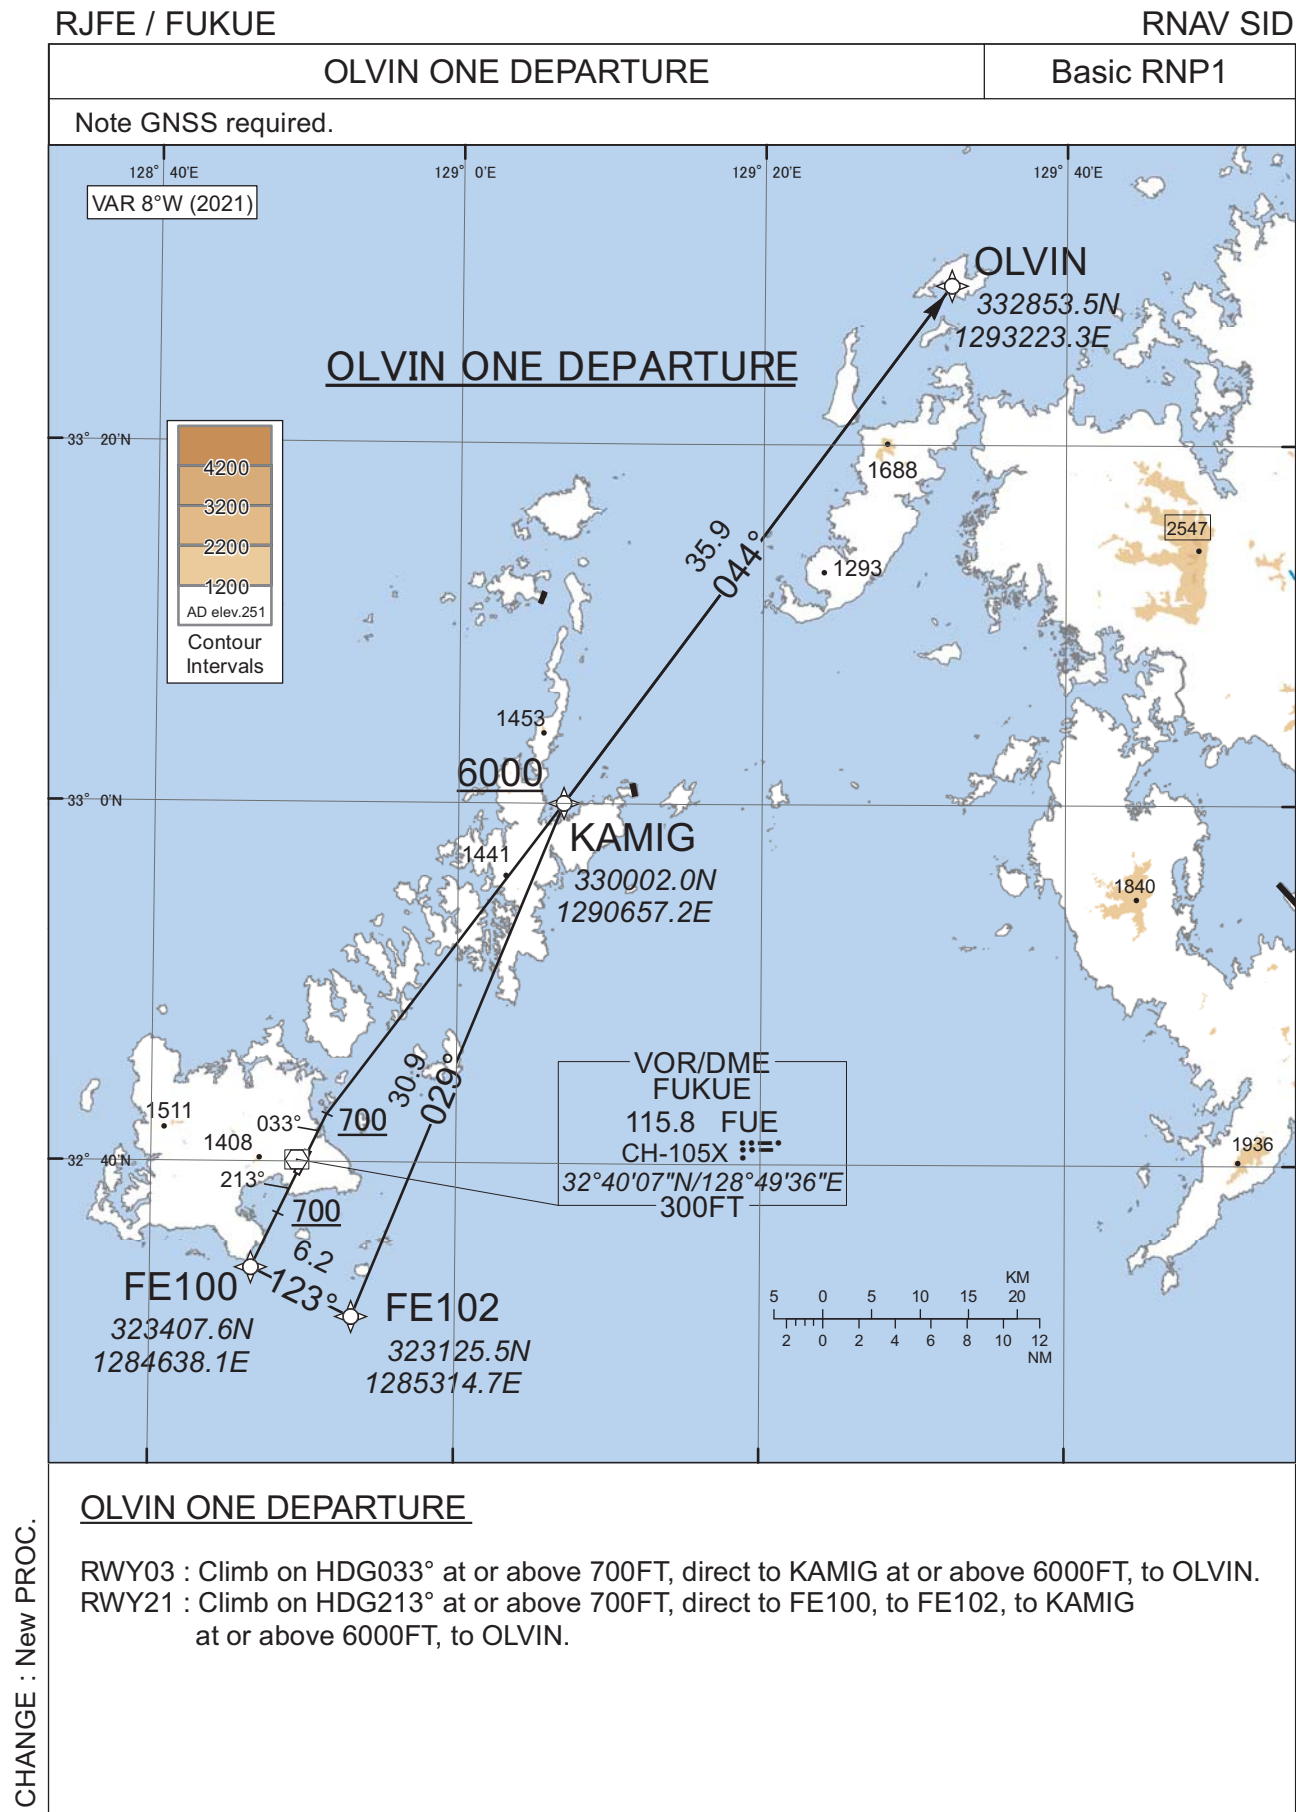 RJFE / FUKUE
RNAV SID
OLVIN ONE DEPARTURE
Basic RNP1
Note GNSS required.
128° 40'E
129° 0'E
129° 20'E
129° 40'E
VAR 8°W (2021)
OLVIN
332853.5N
1293223.3E
OLVIN ONE DEPARTURE
33° 20'N
4200
3200
2200
1200
AD elev.251
Contour
Intervals
1688
2547
35.9
044°
1293
1453
6000
33° 0'N
KAMIG
330002.0N
1290657.2E
1441
1840
30.9
029°
VOR/DME
FUKUE
115.8 FUE
CH-105X
32°40'07"N/128°49'36"E
300FT
1511
033°
700
1408
32° 40'N
213°
1936
700
6.2
123°
FE100
323407.6N
1284638.1E
FE102
323125.5N
1285314.7E
KM
5 0 5 10 15 20
2 0 2 4 6 8 10 12
NM
OLVIN ONE DEPARTURE
RWY03 : Climb on HDG033° at or above 700FT, direct to KAMIG at or above 6000FT, to OLVIN.
RWY21 : Climb on HDG213° at or above 700FT, direct to FE100, to FE102, to KAMIG
at or above 6000FT, to OLVIN.
CHANGE : New PROC.